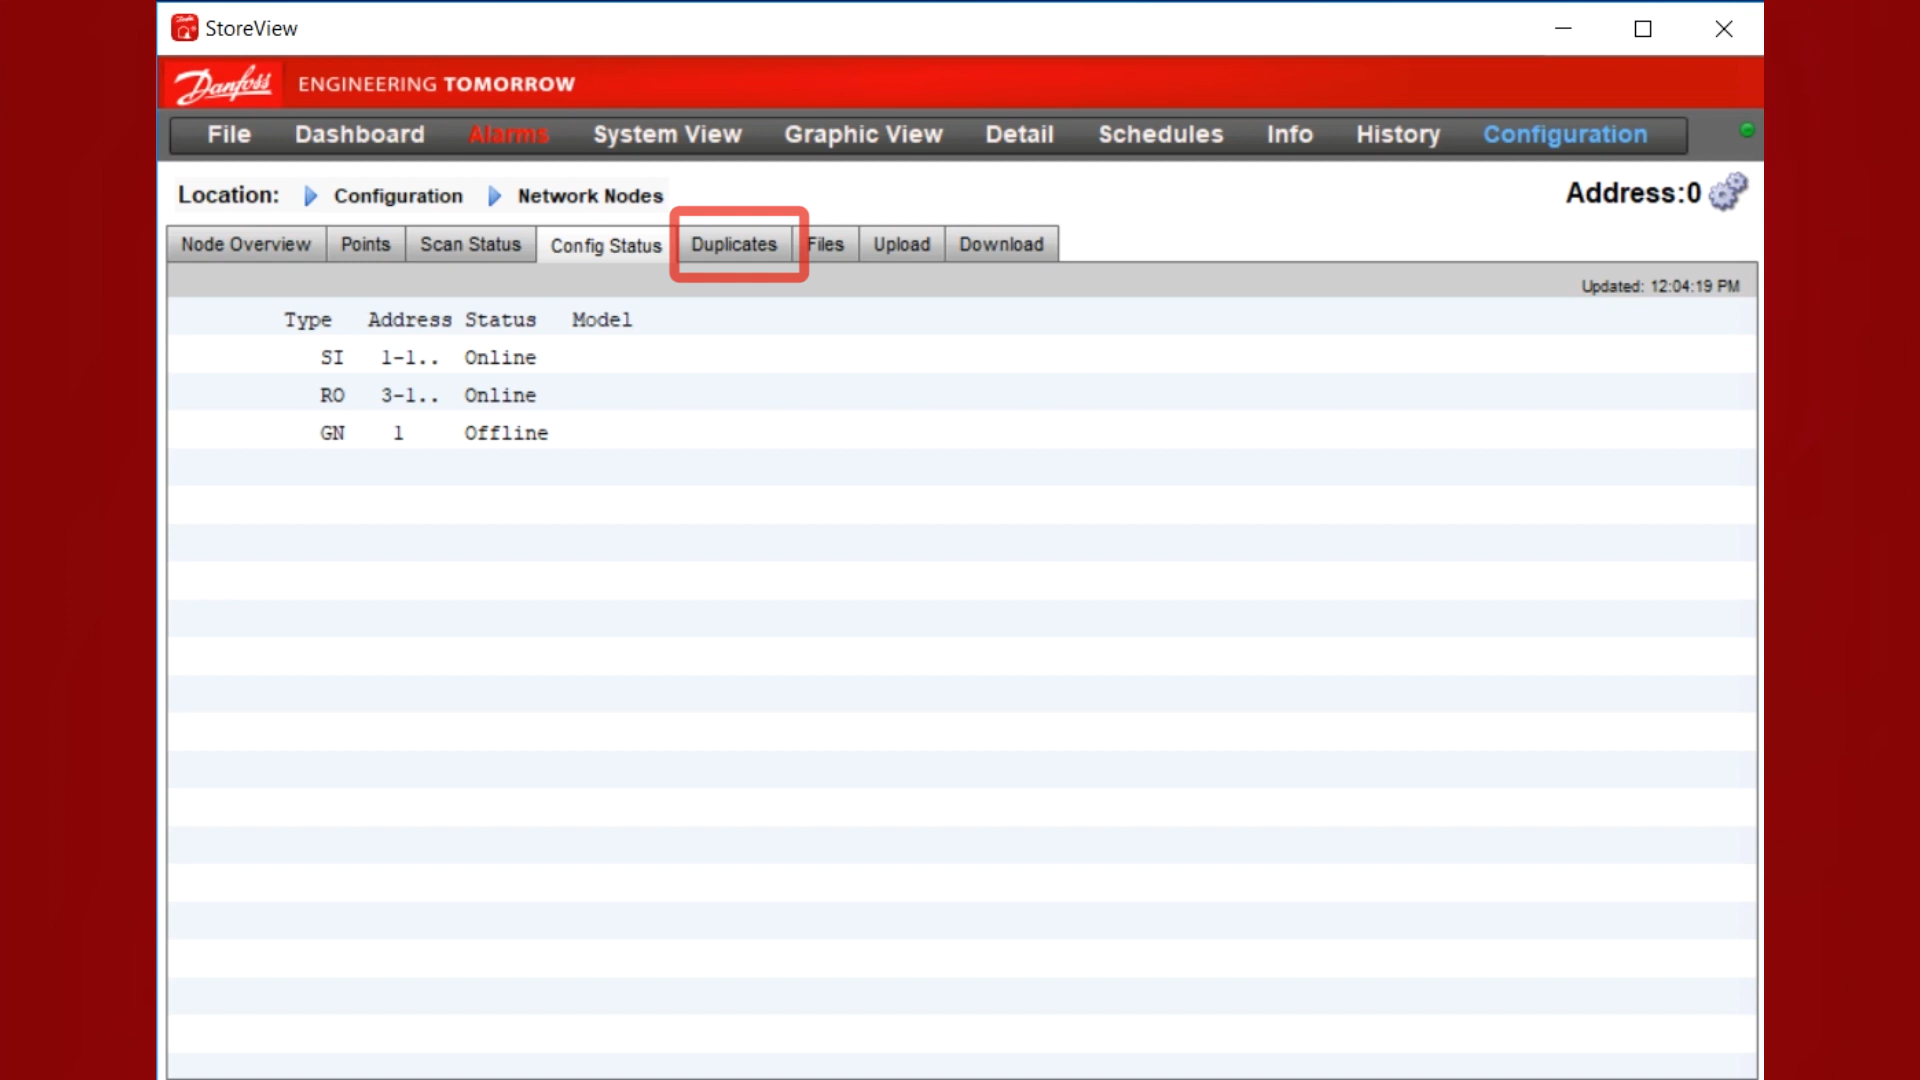 StoreView
Danfoss ENGINEERING TOMORROW
File Dashboard Alarms System View Graphic View Detail Schedules Info History Configuration
Location: Configuration Network Nodes Address:0
Node Overview Points Scan Status Config Status Duplicates Files Upload Download
Updated: 12:04:19 PM
Type Address Status Model
SI 1-1.. Online
RO 3-1.. Online
GN 1 Offline